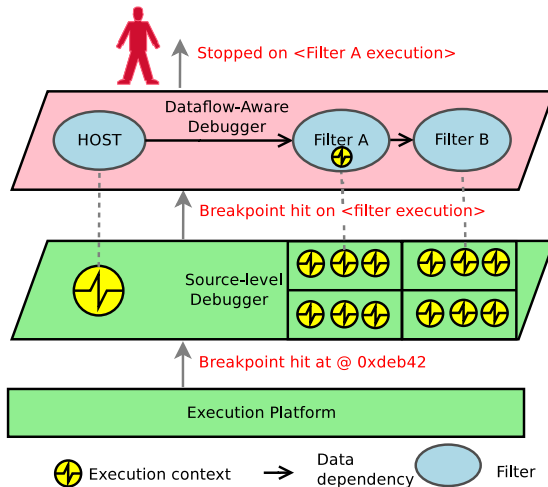 Stopped on <Filter A execution>
Dataflow-Aware
Debugger
HOST
Filter A
Filter B
Breakpoint hit on <filter execution>
Source-level
Debugger
Breakpoint hit at @ 0xdeb42
Execution Platform
Execution context
Data
dependency
Filter